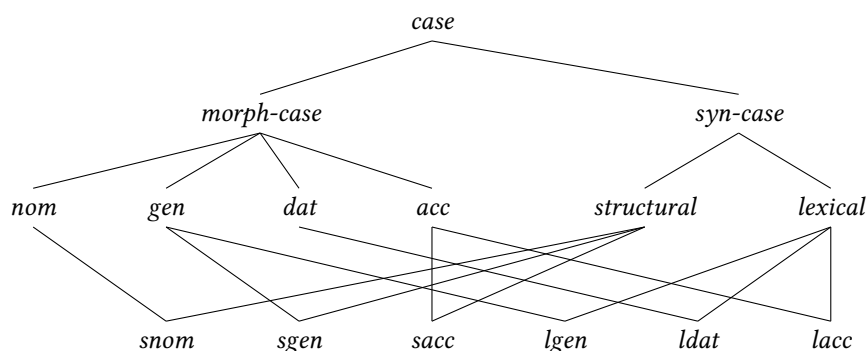 case
morph-case syn-case
nom gen dat acc structural lexical
snom sgen sacc lgen ldat lacc